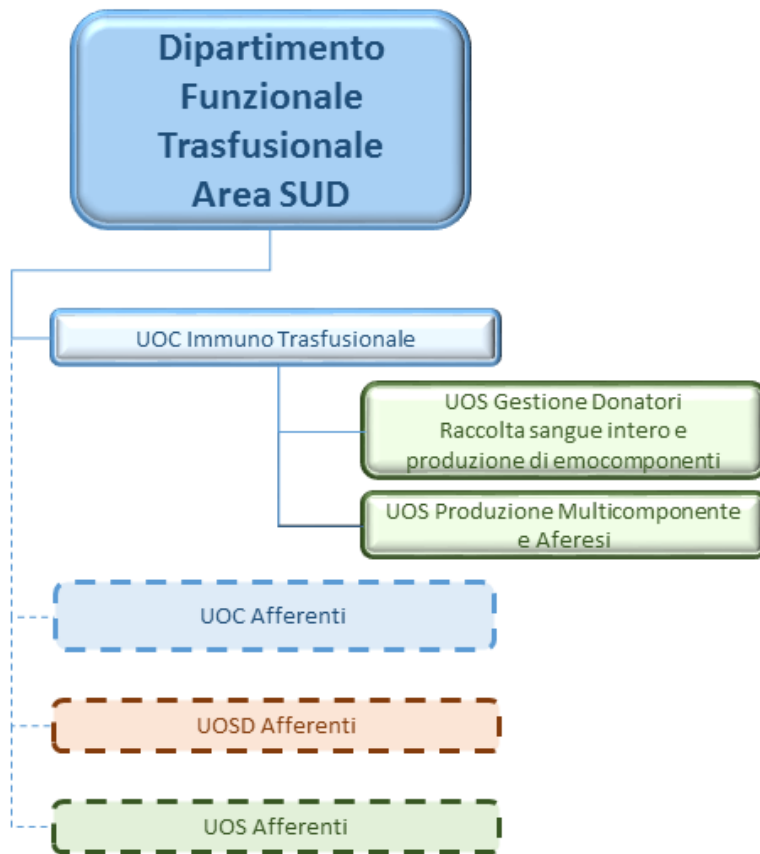 Dipartimento
Funzionale
Trasfusionale
Area SUD
UOC Immuno Trasfusionale
UOS Gestione Donatori
Raccolta sangue intero e
produzione di emocomponenti
UOS Produzione Multicomponente
e Aferesi
UOC Afferenti
UOSD Afferenti
UOS Afferenti